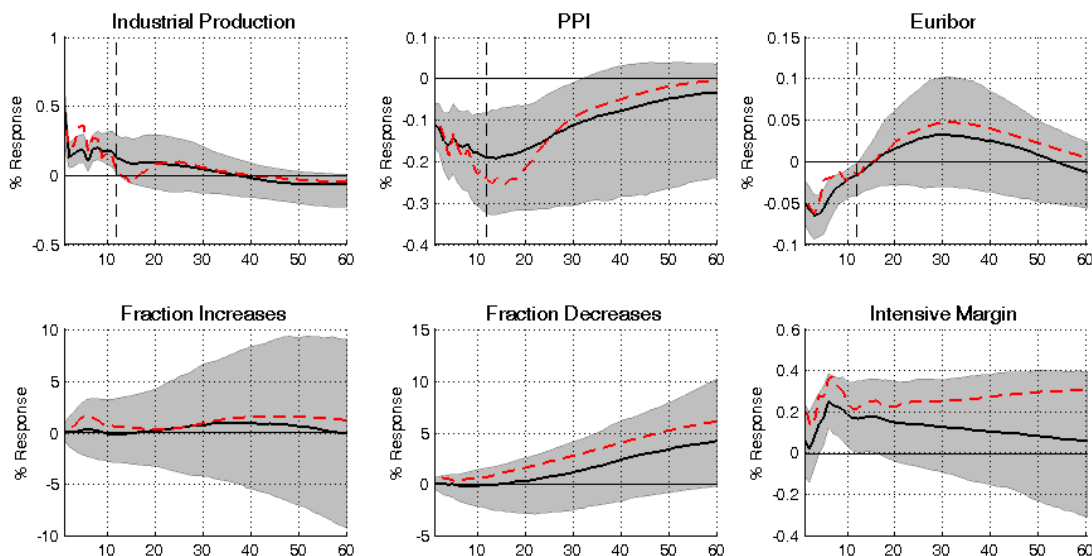 Industrial Production
PPI
Euribor
% Response
1
0.5
0
-0.5
10 20 30 40 50 60
% Response
0
-0.1
-0.2
-0.3
-0.4
10 20 30 40 50 60
% Response
0.15
0.1
0.05
0
-0.05
-0.1
10 20 30 40 50 60
Fraction Increases
Fraction Decreases
Intensive Margin
% Response
10
5
0
-5
-10
10 20 30 40 50 60
% Response
15
10
5
0
-5
10 20 30 40 50 60
% Response
0.6
0.4
0.2
0
-0.2
-0.4
10 20 30 40 50 60